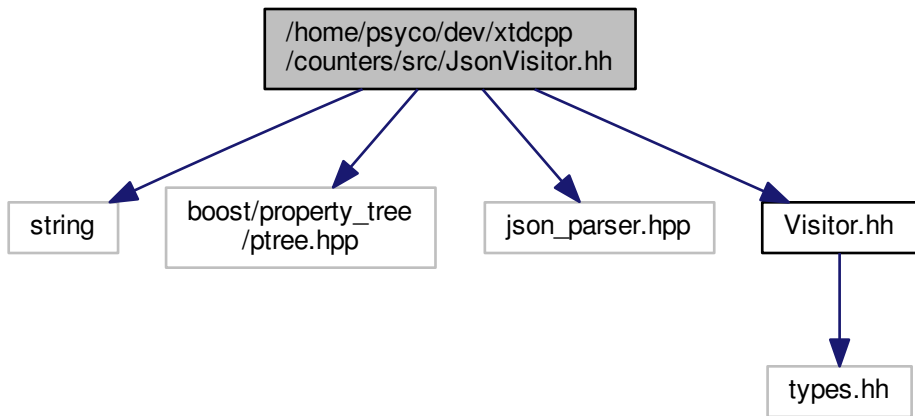 /home/psyco/dev/xtdcpp
/counters/src/JsonVisitor.hh
string
boost/property_tree
/ptree.hpp
json_parser.hpp
Visitor.hh
types.hh